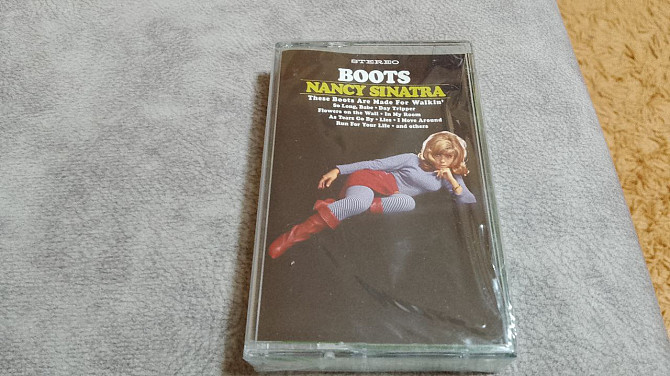 STEREO
BOOTS
NANCY SINATRA
These Boots Are Made For Walkin'
So Long, Babe • Day Tripper
Flowers on the Wall • In My Room
As Tears Go By • Lies • I Move Around
Run For Your Life • and others